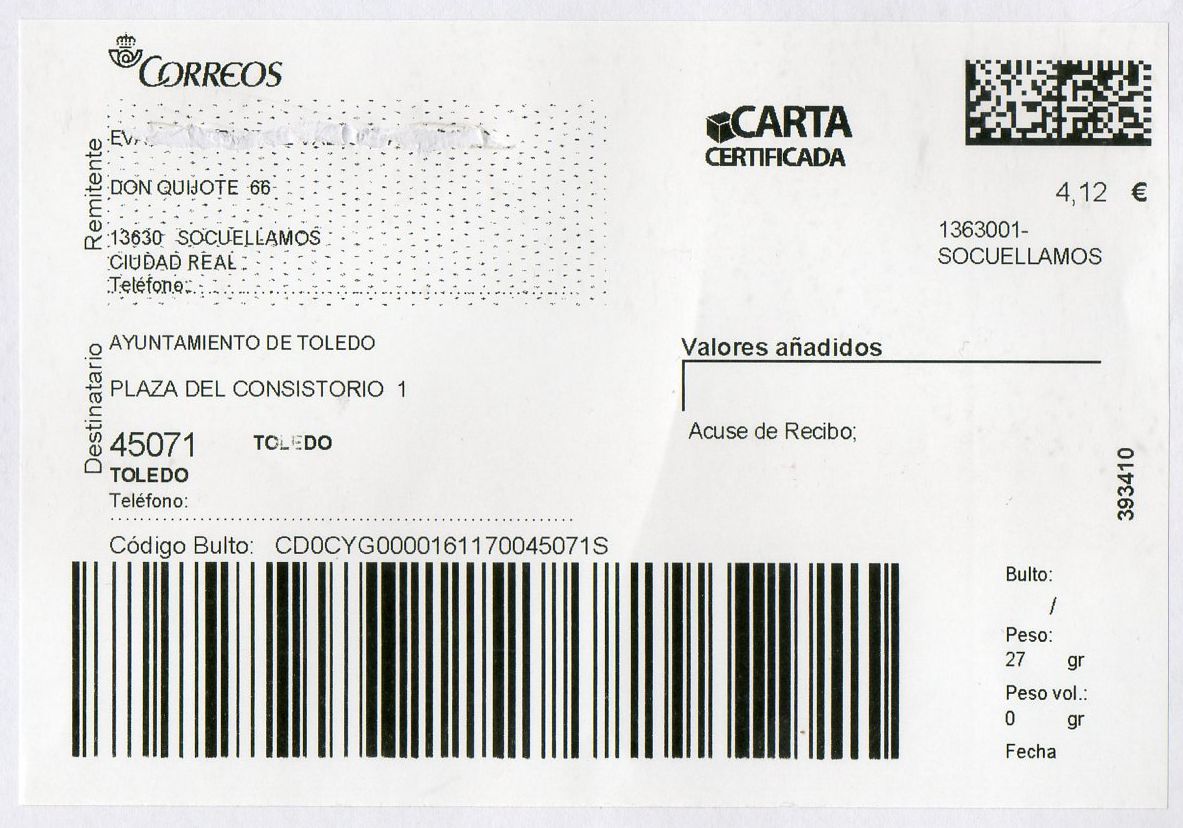 CORREOS
Remitente
DON QUIJOTE 66
13630 SOCUELLAMOS
CIUDAD REAL
Teléfono:
CARTA
CERTIFICADA
4,12 €
1363001-
SOCUELLAMOS
Destinatario
AYUNTAMIENTO DE TOLEDO
PLAZA DEL CONSISTORIO 1
45071 TOLEDO
TOLEDO
Teléfono:
Valores añadidos
Acuse de Recibo;
393410
Código Bulto: CD0CYG0000161170045071S
Bulto:
/
Peso:
27 gr
Peso vol.:
0 gr
Fecha